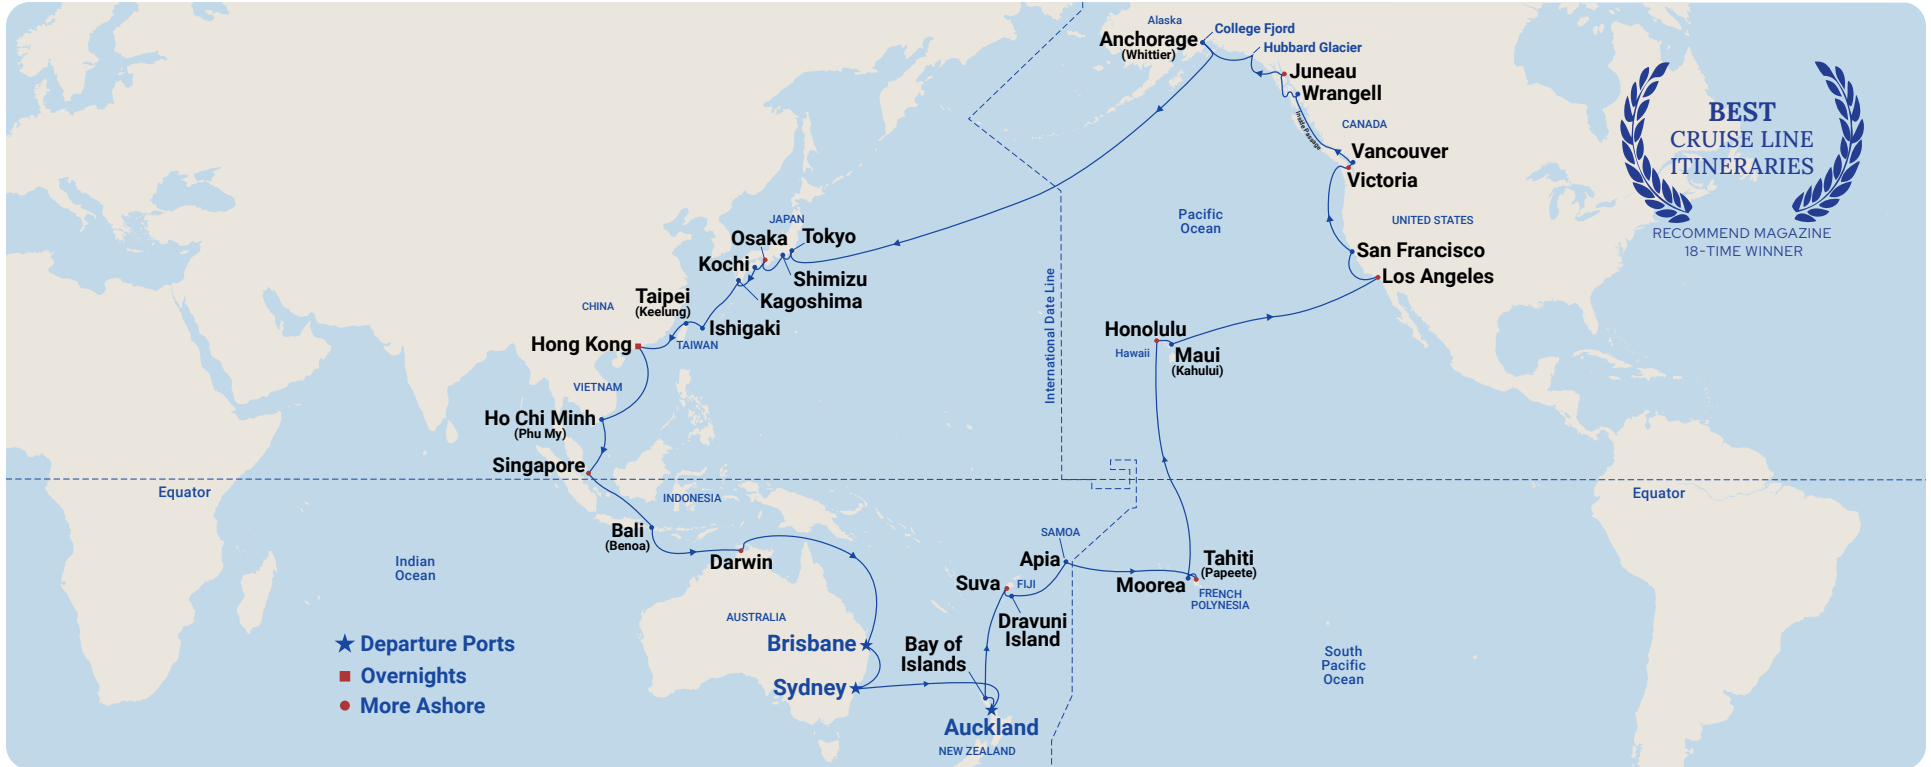 Alaska
College Fjord
Anchorage
(Whittier)
Hubbard Glacier
Juneau
Wrangell
Inside Passage
CANADA
Vancouver
Victoria
BEST
CRUISE LINE
ITINERARIES
RECOMMEND MAGAZINE
18-TIME WINNER
Pacific
Ocean
UNITED STATES
San Francisco
Los Angeles
JAPAN
Osaka
Tokyo
Kochi
Shimizu
Kagoshima
Taipei
(Keelung)
CHINA
Ishigaki
Hong Kong
TAIWAN
International Date Line
Honolulu
Hawaii
Maui
(Kahului)
VIETNAM
Ho Chi Minh
(Phu My)
Singapore
Equator
INDONESIA
Equator
Bali
(Benoa)
Darwin
Indian
Ocean
SAMOA
Apia
Suva
FIJI
Dravuni
Island
Tahiti
(Papeete)
Moorea
FRENCH
POLYNESIA
AUSTRALIA
Brisbane
Bay of
Islands
Sydney
Auckland
NEW ZEALAND
South
Pacific
Ocean
Departure Ports
Overnights
More Ashore